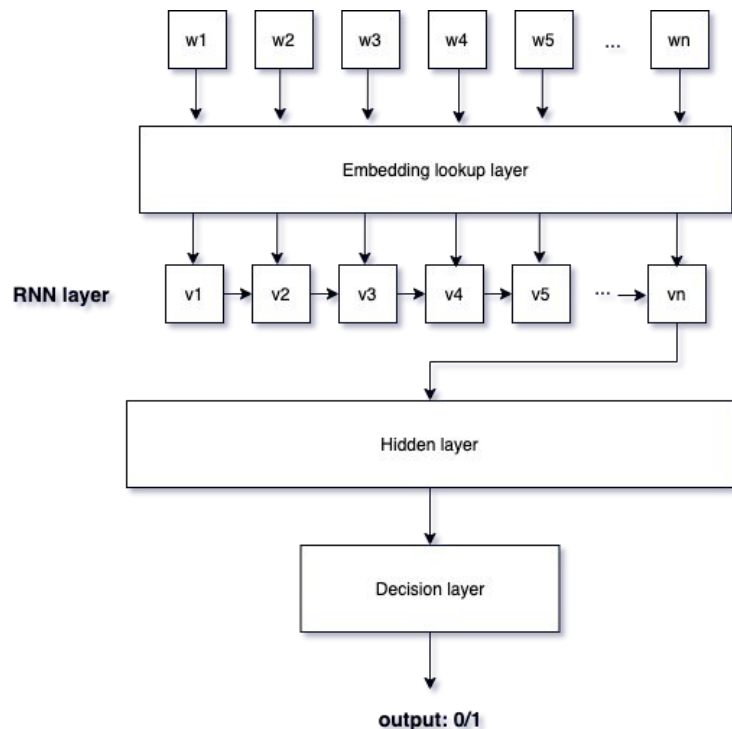 w1 w2 w3 w4 w5 ... wn
Embedding lookup layer
RNN layer v1 v2 v3 v4 v5 ... vn
Hidden layer
Decision layer
output: 0/1